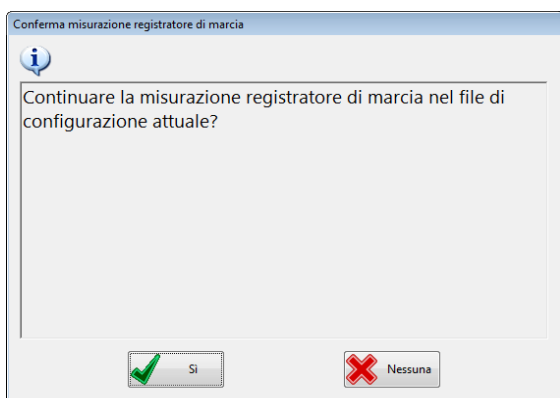 Conferma misurazione registratore di marcia
Continuare la misurazione registratore di marcia nel file di
configurazione attuale?
Sì
Nessuna